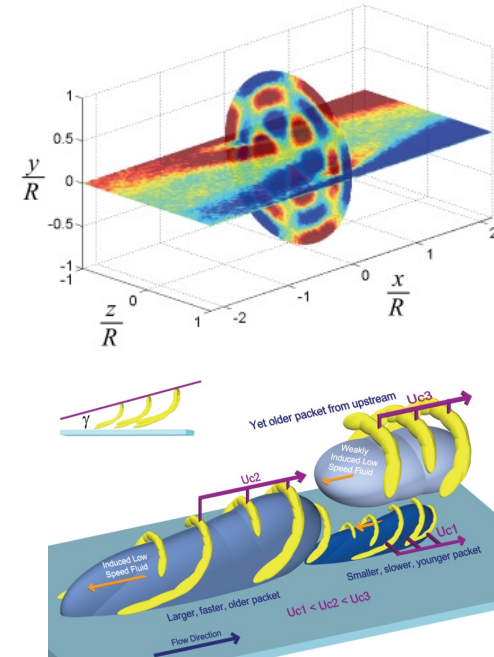 1
0.5
0
-0.5
-1
y
R
-1
0
1
z
R
-2
-1
0
1
2
x
R
γ
Yet older packet from upstream
Uc3
Weakly
Induced Low
Speed Fluid
Uc2
Induced Low
Speed Fluid
Uc1
Smaller, slower, younger packet
Larger, faster, older packet
Uc1 < Uc2 < Uc3
Flow Direction